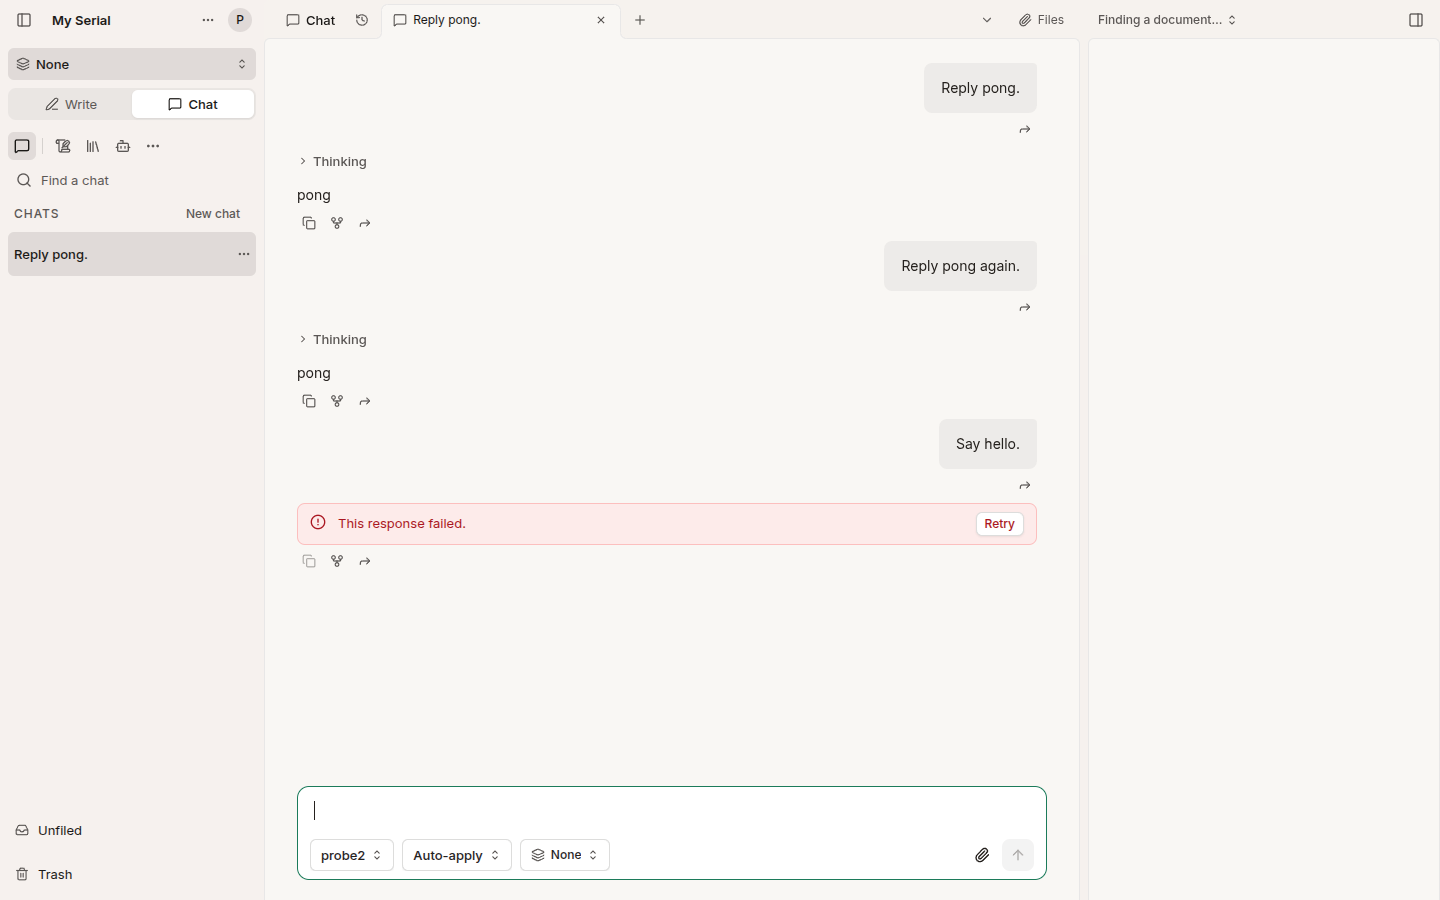 My Serial
P
None
Write
Chat
Find a chat
CHATS
New chat
Reply pong.
Unfiled
Trash
Chat
Reply pong.
Files
Finding a document...
Reply pong.
Thinking
pong
Reply pong again.
Thinking
pong
Say hello.
This response failed.
Retry
probe2
Auto-apply
None